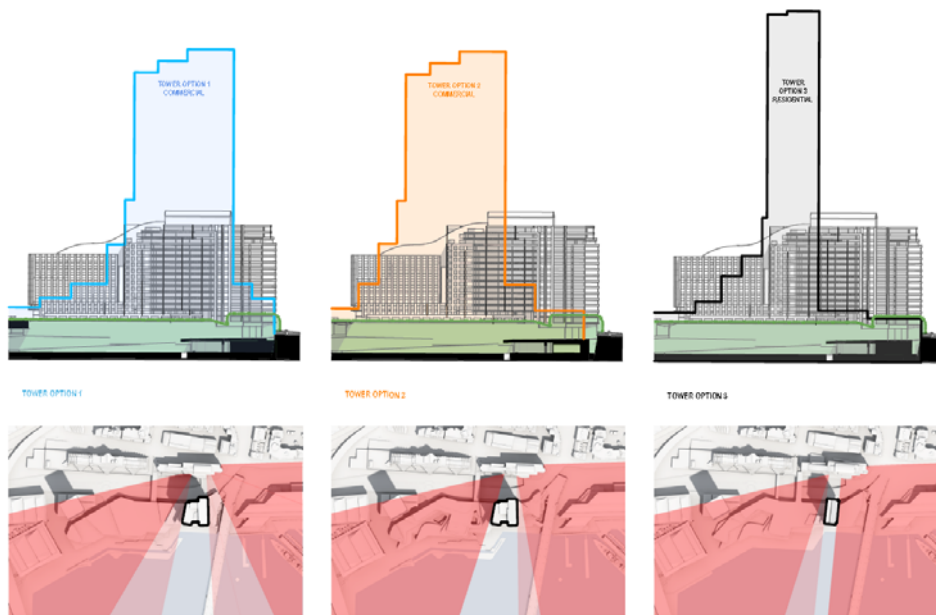 TOWER OPTION 1
COMMERCIAL
TOWER OPTION 2
COMMERCIAL
TOWER
OPTION 3
RESIDENTIAL
TOWER OPTION 1
TOWER OPTION 2
TOWER OPTION 3